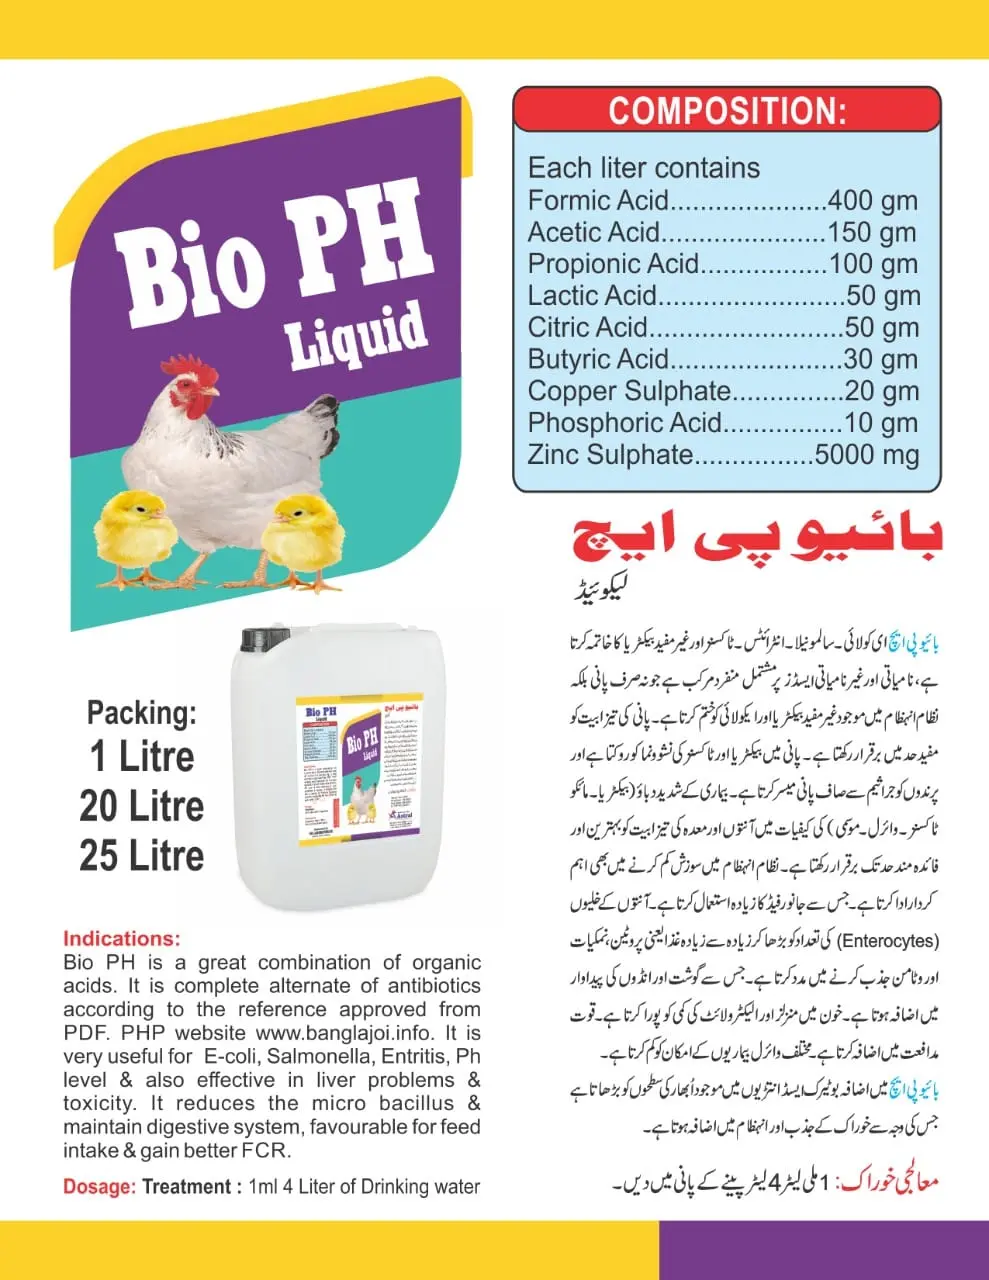 Bio PH
Liquid
COMPOSITION:
Each liter contains
Formic Acid......................400 gm
Acetic Acid.......................150 gm
Propionic Acid..................100 gm
Lactic Acid..........................50 gm
Citric Acid...........................50 gm
Butyric Acid........................30 gm
Copper Sulphate................20 gm
Phosphoric Acid.................10 gm
Zinc Sulphate.................5000 mg
بائیو پی ایچ
لیکوئیڈ
Packing:
1 Litre
20 Litre
25 Litre
Bio PH
Liquid
COMPOSITION
بائیو پی ایچ
Bio PH
Liquid
Indications:
Bio PH is a great combination of organic
acids. It is complete alternate of antibiotics
according to the reference approved from
PDF. PHP website www.banglajoi.info. It is
very useful for E-coli, Salmonella, Entritis, Ph
level & also effective in liver problems &
toxicity. It reduces the micro bacillus &
maintain digestive system, favourable for feed
intake & gain better FCR.
Dosage: Treatment : 1ml 4 Liter of Drinking water
بائیو پی ایچ ای کولائی۔ سالمونیلا۔ انٹرائٹس۔ ٹاکسنز اور غیر مفید بیکٹریا کا خاتمہ کرتا
ہے، نامیاتی اور غیر نامیاتی ایسڈز پر مشتمل منفرد مرکب ہے جو نہ صرف پانی بلکہ
نظام انہظام میں موجود غیر مفید بیکٹریا اور ایکولائی کو ختم کرتا ہے۔ پانی کی تیزابیت کو
مفید حد میں برقرار رکھتا ہے۔ پانی میں بیکٹریا اور ٹاکسنز کی نشوونما کو روکتا ہے اور
پرندوں کو جراثیم سے صاف پانی میسر کرتا ہے۔ بیماری کے شدید دباؤ (بیکٹریا۔ مائکو
ٹاکسنز۔ وائرل۔ موسمی) کی کیفیات میں آنتوں اور معدہ کی تیزابیت کو بہترین اور
فائدہ مند حد تک برقرار رکھتا ہے۔ نظام انہظام میں سوزش کم کرنے میں بھی اہم
کردار ادا کرتا ہے۔ جس سے جانور فیڈ کا زیادہ استعمال کرتا ہے۔ آنتوں کے خلیوں
(Enterocytes) کی تعداد کو بڑھا کر زیادہ سے زیادہ غذا یعنی پروٹین، نمکیات
اور وٹامن جذب کرنے میں مدد کرتا ہے۔ جس سے گوشت اور انڈوں کی پیداوار
میں اضافہ ہوتا ہے۔ خون میں منرلز اور الیکٹرولائٹ کی کمی کو پورا کرتا ہے۔ قوت
مدافعت میں اضافہ کرتا ہے۔ مختلف وائرل بیماریوں کے امکان کو کم کرتا ہے۔
بائیو پی ایچ میں اضافہ بوٹیرک ایسڈ انتڑیوں میں موجود اُبھار کی سطحوں کو بڑھاتا ہے
جس کی وجہ سے خوراک کے جذب اور انہظام میں اضافہ ہوتا ہے۔
معالجی خوراک: 1 ملی لیٹر 4 لیٹر پینے کے پانی میں دیں۔